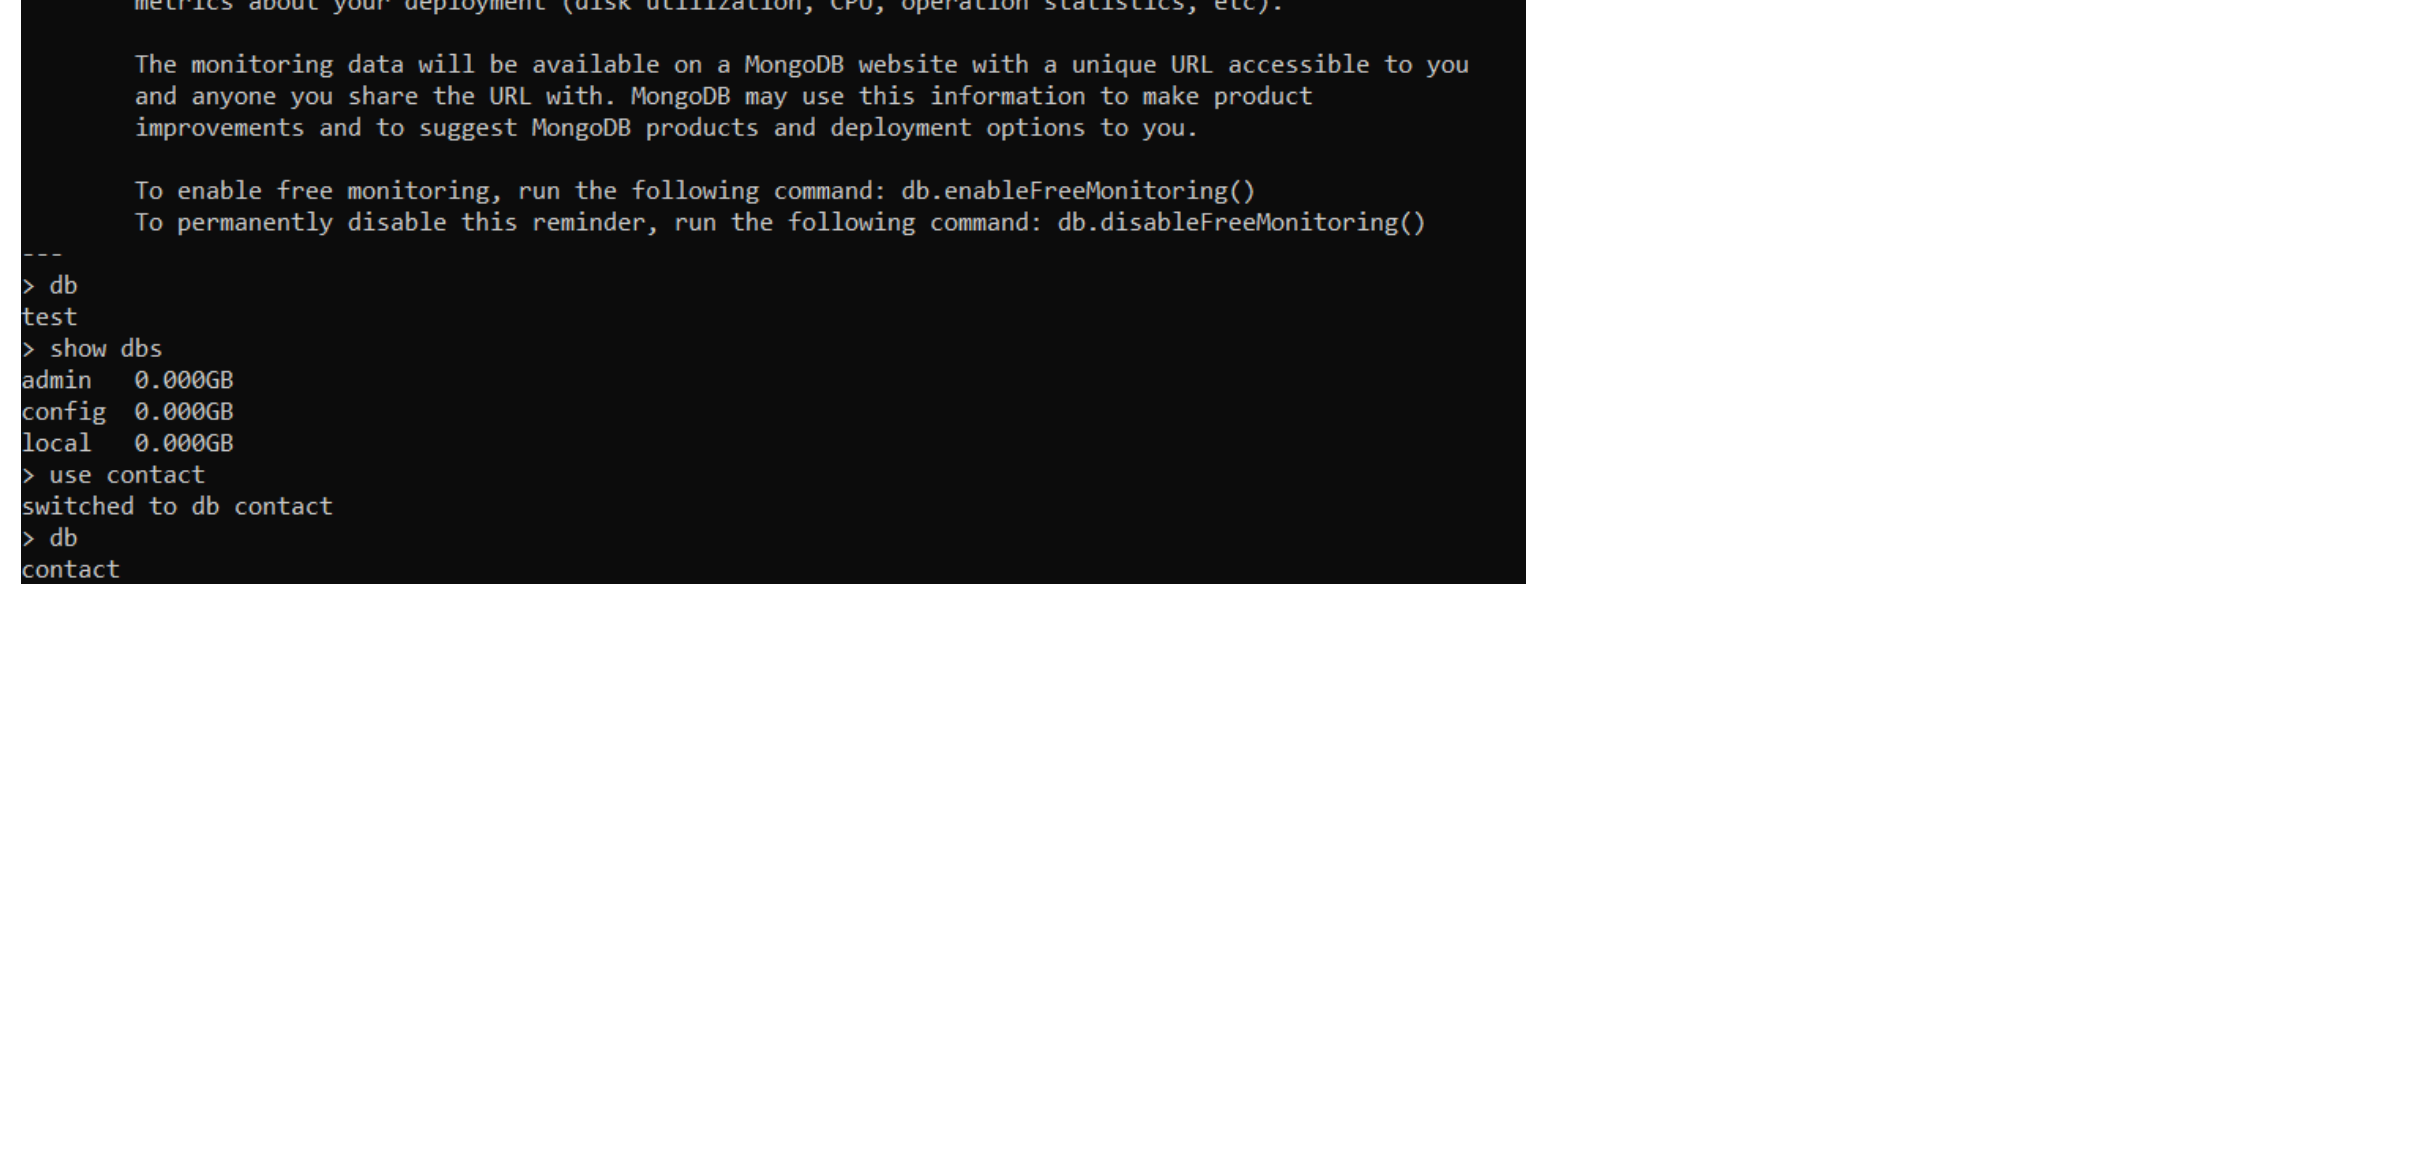 metrics about your deployment (disk utilization, CPU, operation statistics, etc).
The monitoring data will be available on a MongoDB website with a unique URL accessible to you
and anyone you share the URL with. MongoDB may use this information to make product
improvements and to suggest MongoDB products and deployment options to you.
To enable free monitoring, run the following command: db.enableFreeMonitoring()
To permanently disable this reminder, run the following command: db.disableFreeMonitoring()
---
> db
test
> show dbs
admin   0.000GB
config  0.000GB
local   0.000GB
> use contact
switched to db contact
> db
contact